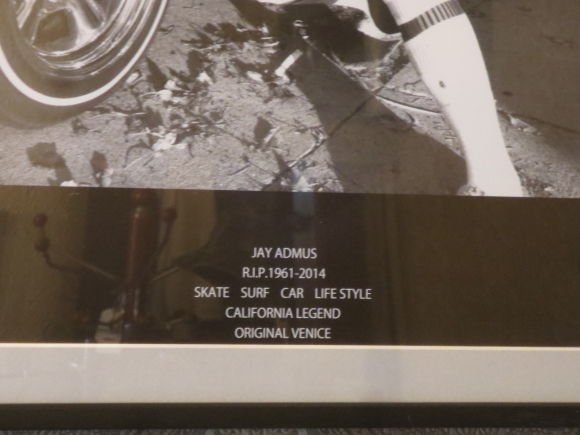 JAY ADMUS
R.I.P.1961-2014
SKATE SURF CAR LIFE STYLE
CALIFORNIA LEGEND
ORIGINAL VENICE